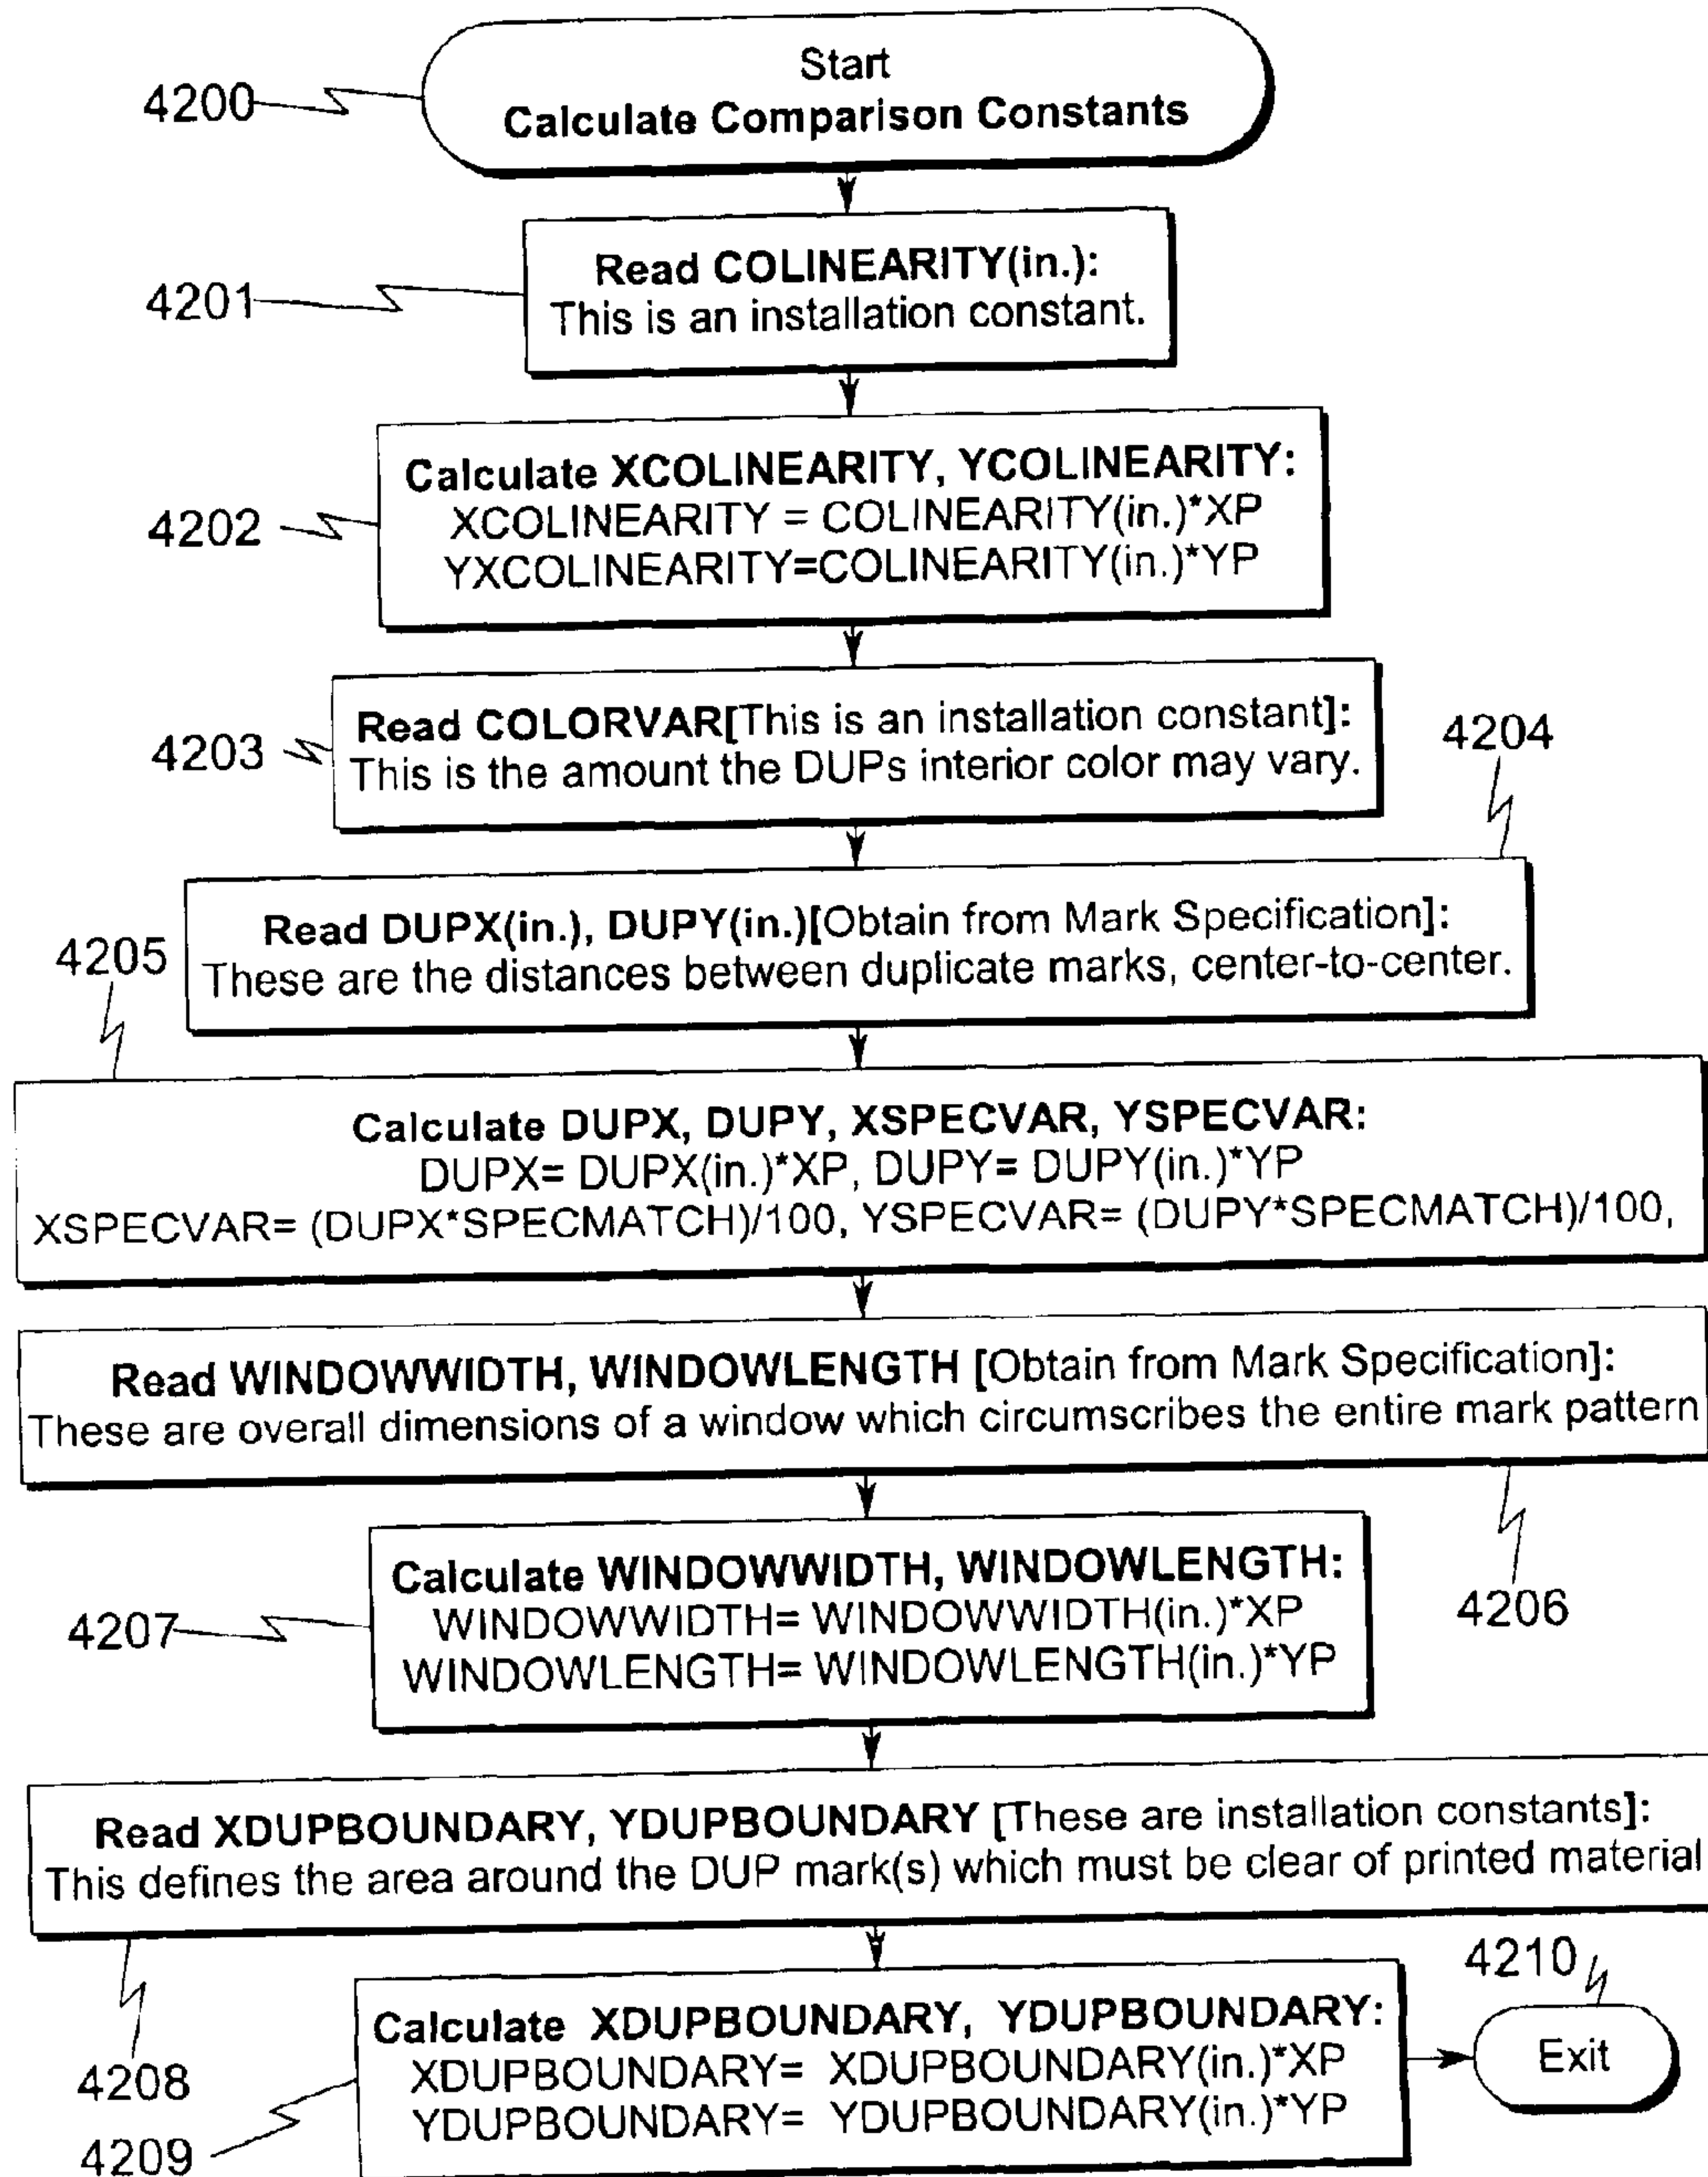 4200
Start
Calculate Comparison Constants
4201
Read COLINEARITY(in.):
This is an installation constant.
4202
Calculate XCOLINEARITY, YCOLINEARITY:
XCOLINEARITY = COLINEARITY(in.)*XP
YXCOLINEARITY=COLINEARITY(in.)*YP
4203
Read COLORVAR[This is an installation constant]:
This is the amount the DUPs interior color may vary.
4204
Read DUPX(in.), DUPY(in.)[Obtain from Mark Specification]:
These are the distances between duplicate marks, center-to-center.
4205
Calculate DUPX, DUPY, XSPECVAR, YSPECVAR:
DUPX= DUPX(in.)*XP, DUPY= DUPY(in.)*YP
XSPECVAR= (DUPX*SPECMATCH)/100, YSPECVAR= (DUPY*SPECMATCH)/100,
Read WINDOWWIDTH, WINDOWLENGTH [Obtain from Mark Specification]:
These are overall dimensions of a window which circumscribes the entire mark pattern
4206
4207
Calculate WINDOWWIDTH, WINDOWLENGTH:
WINDOWWIDTH= WINDOWWIDTH(in.)*XP
WINDOWLENGTH= WINDOWLENGTH(in.)*YP
Read XDUPBOUNDARY, YDUPBOUNDARY [These are installation constants]:
This defines the area around the DUP mark(s) which must be clear of printed material
4208
4209
Calculate XDUPBOUNDARY, YDUPBOUNDARY:
XDUPBOUNDARY= XDUPBOUNDARY(in.)*XP
YDUPBOUNDARY= YDUPBOUNDARY(in.)*YP
4210
Exit